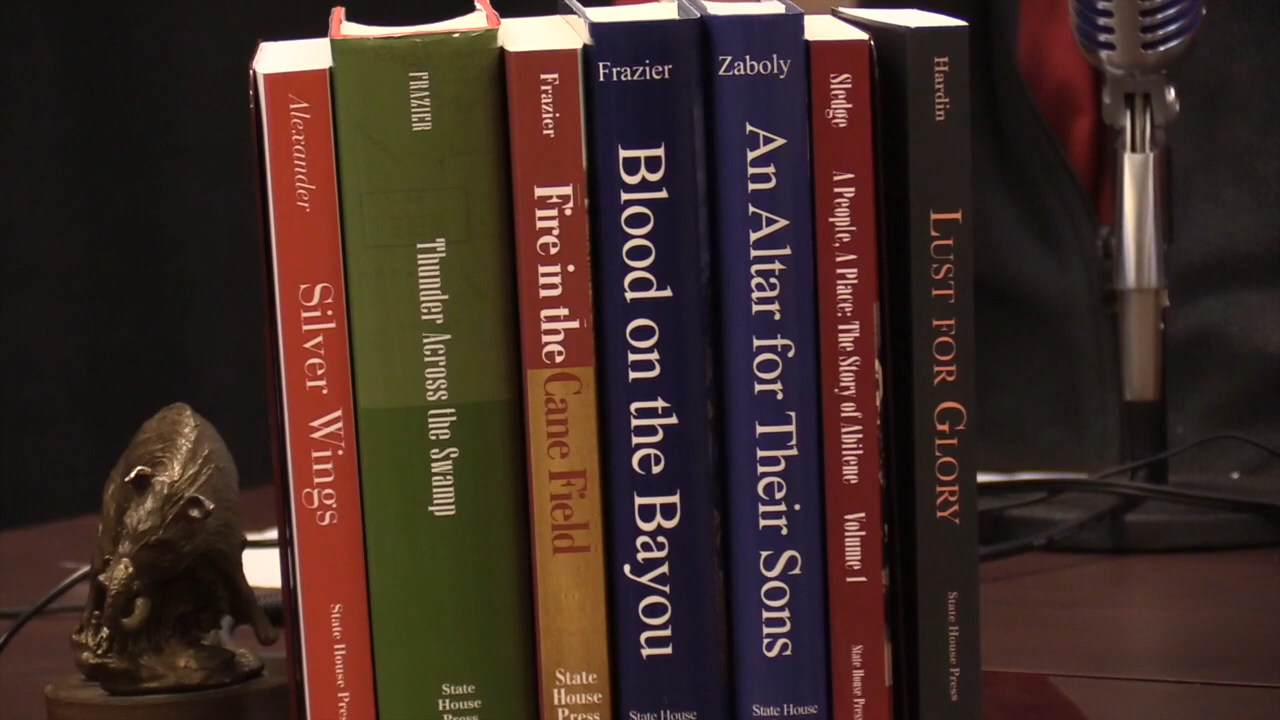 Alexander
Silver Wings
State House Pres
FRAZIER
Thunder Across the Swamp
State
House
Press
Frazier
Fire in the Cane Field
State
House
Press
Frazier
Blood on the Bayou
State House
Zaboly
An Altar for Their Sons
State House
Sledge
A People, A Place: The Story of Abilene Volume 1
State House Press
Hardin
LUST FOR GLORY
State House Press